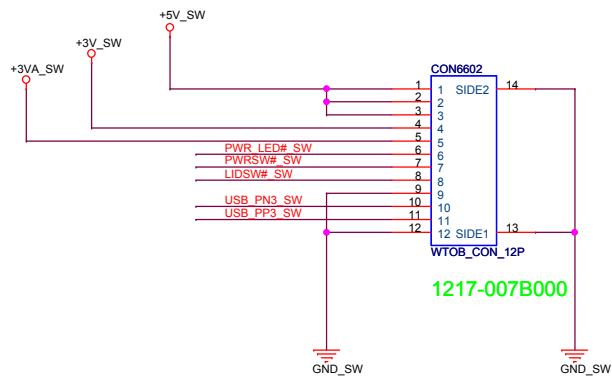 +5V_SW
+3V_SW
+3VA_SW
CON6602
1 1 SIDE2 14
2 2
3 3
4 4
5 5
PWR_LED#_SW 6 6
PWRSW#_SW 7 7
LIDSW#_SW 8 8
9 9
USB_PN3_SW 10 10
USB_PP3_SW 11 11
12 12 SIDE1 13
WTOB_CON_12P
1217-007B000
GND_SW GND_SW